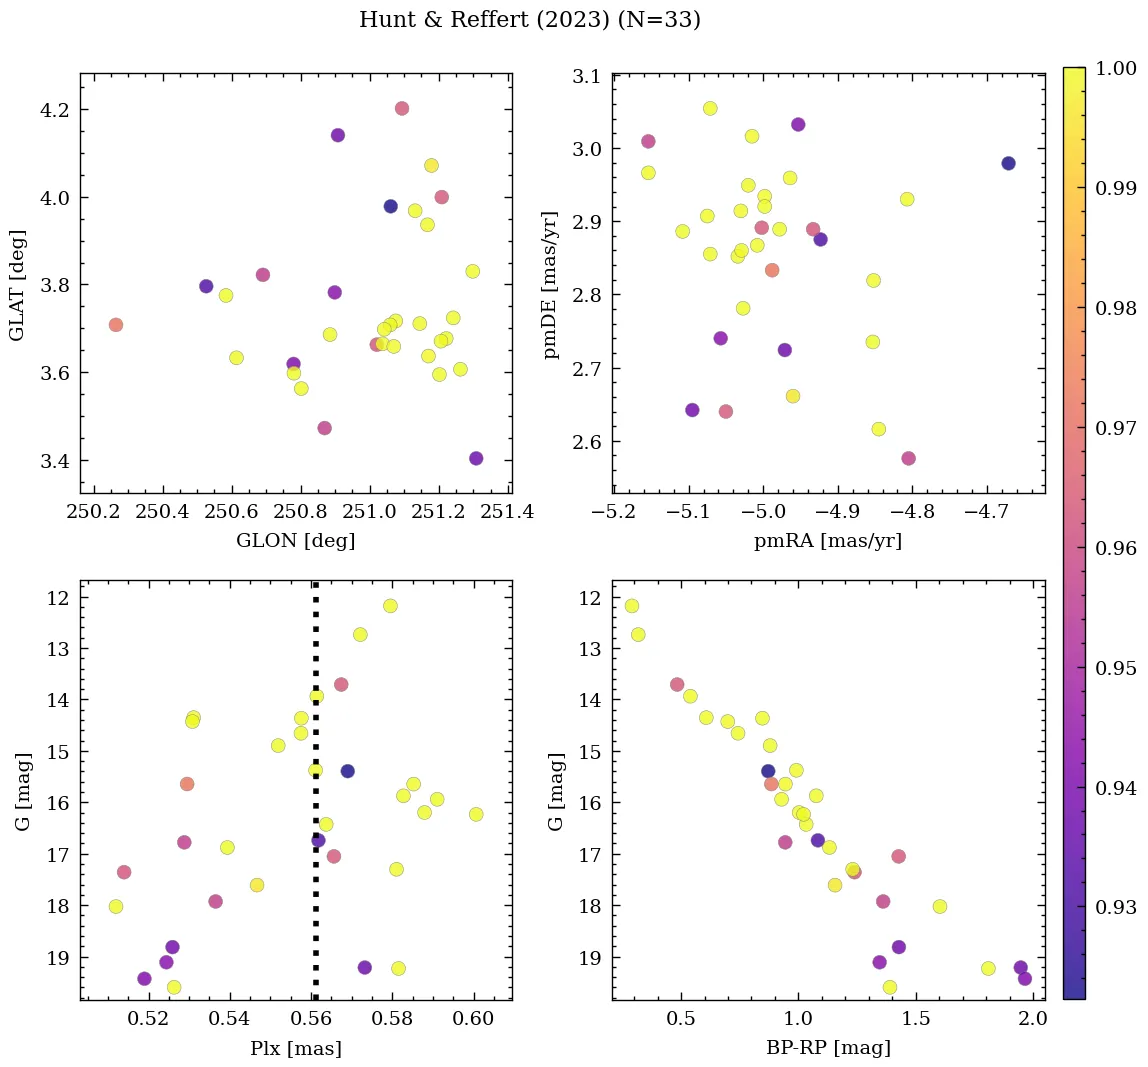 Hunt & Reffert (2023) (N=33)
4.2
4.0
3.8
3.6
3.4
GLAT [deg]
250.2 250.4 250.6 250.8 251.0 251.2 251.4
GLON [deg]
3.1
3.0
2.9
2.8
2.7
2.6
pmDE [mas/yr]
−5.2 −5.1 −5.0 −4.9 −4.8 −4.7
pmRA [mas/yr]
12
13
14
15
16
17
18
19
G [mag]
0.52 0.54 0.56 0.58 0.60
Plx [mas]
12
13
14
15
16
17
18
19
G [mag]
0.5 1.0 1.5 2.0
BP-RP [mag]
1.00
0.99
0.98
0.97
0.96
0.95
0.94
0.93